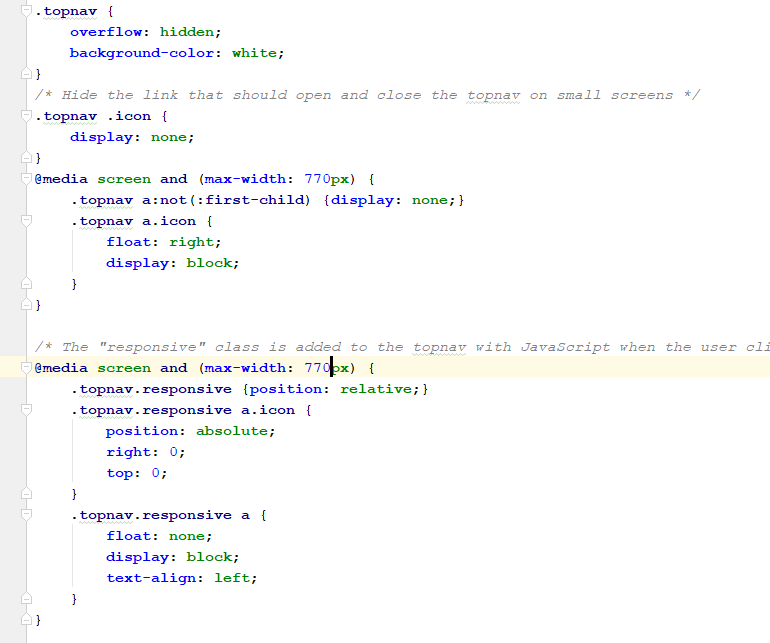 .topnav {
    overflow: hidden;
    background-color: white;
}
/* Hide the link that should open and close the topnav on small screens */
.topnav .icon {
    display: none;
}
@media screen and (max-width: 770px) {
    .topnav a:not(:first-child) {display: none;}
    .topnav a.icon {
        float: right;
        display: block;
    }
}

/* The "responsive" class is added to the topnav with JavaScript when the user cli
@media screen and (max-width: 770px) {
    .topnav.responsive {position: relative;}
    .topnav.responsive a.icon {
        position: absolute;
        right: 0;
        top: 0;
    }
    .topnav.responsive a {
        float: none;
        display: block;
        text-align: left;
    }
}